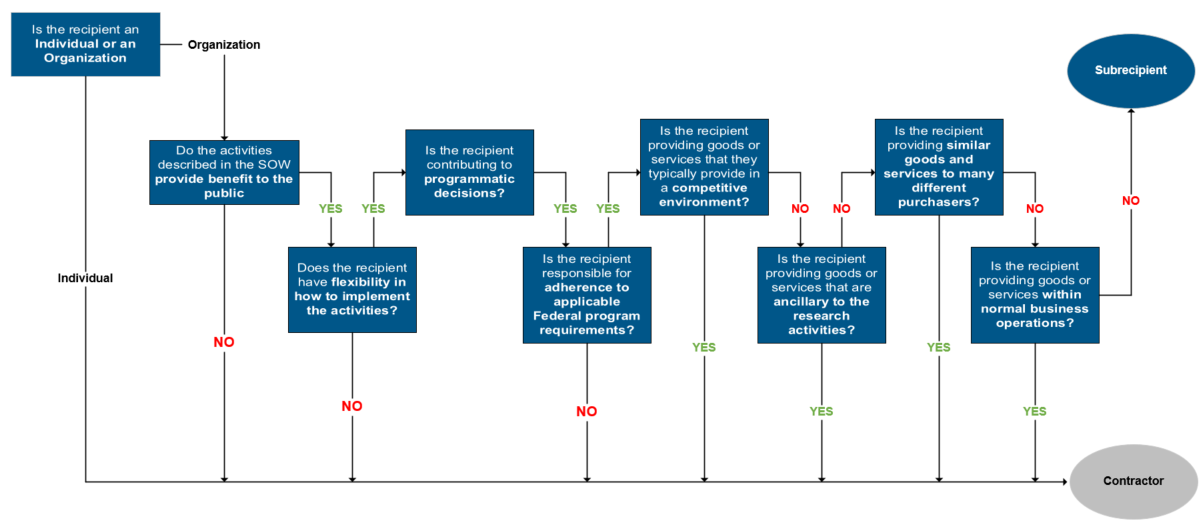 Is the recipient an
Individual or an
Organization
Organization
Individual
Do the activities
described in the SOW
provide benefit to the
public
YES
NO
Does the recipient
have flexibility in
how to implement
the activities?
YES
NO
Is the recipient
contributing to
programmatic
decisions?
YES
Is the recipient
responsible for
adherence to
applicable
Federal program
requirements?
YES
NO
Is the recipient
providing goods or
services that they
typically provide in
a competitive
environment?
NO
YES
Is the recipient
providing goods or
services that are
ancillary to the
research
activities?
NO
YES
Is the recipient
providing similar
goods and
services to many
different
purchasers?
NO
YES
Is the recipient
providing goods or
services within
normal business
operations?
NO
YES
Subrecipient
Contractor